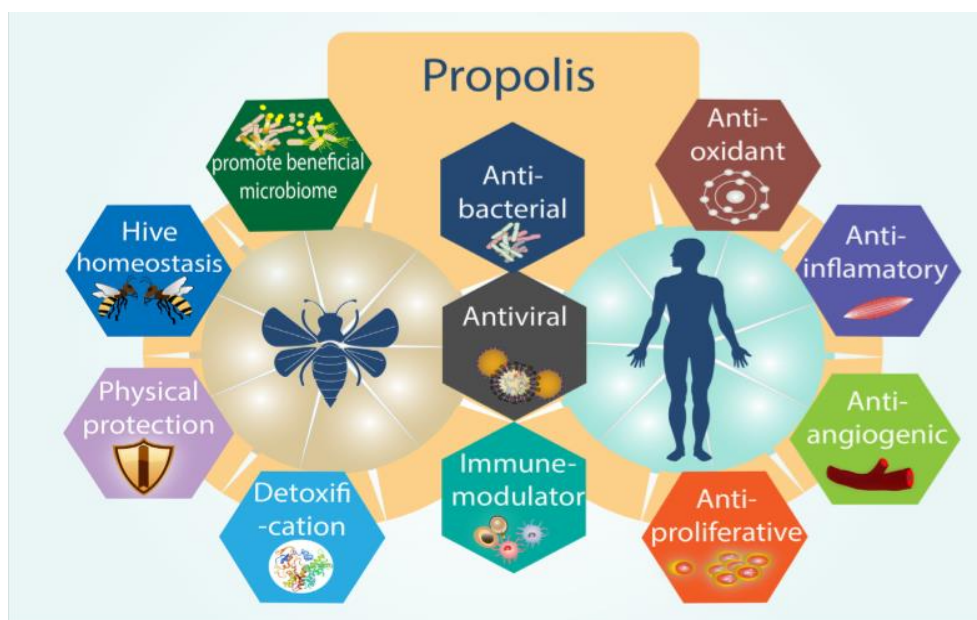 Propolis
promote beneficial
microbiome
Hive
homeostasis
Physical
protection
Detoxifi
-cation
Anti-
bacterial
Antiviral
Immune-
modulator
Anti-
oxidant
Anti-
inflamatory
Anti-
angiogenic
Anti-
proliferative